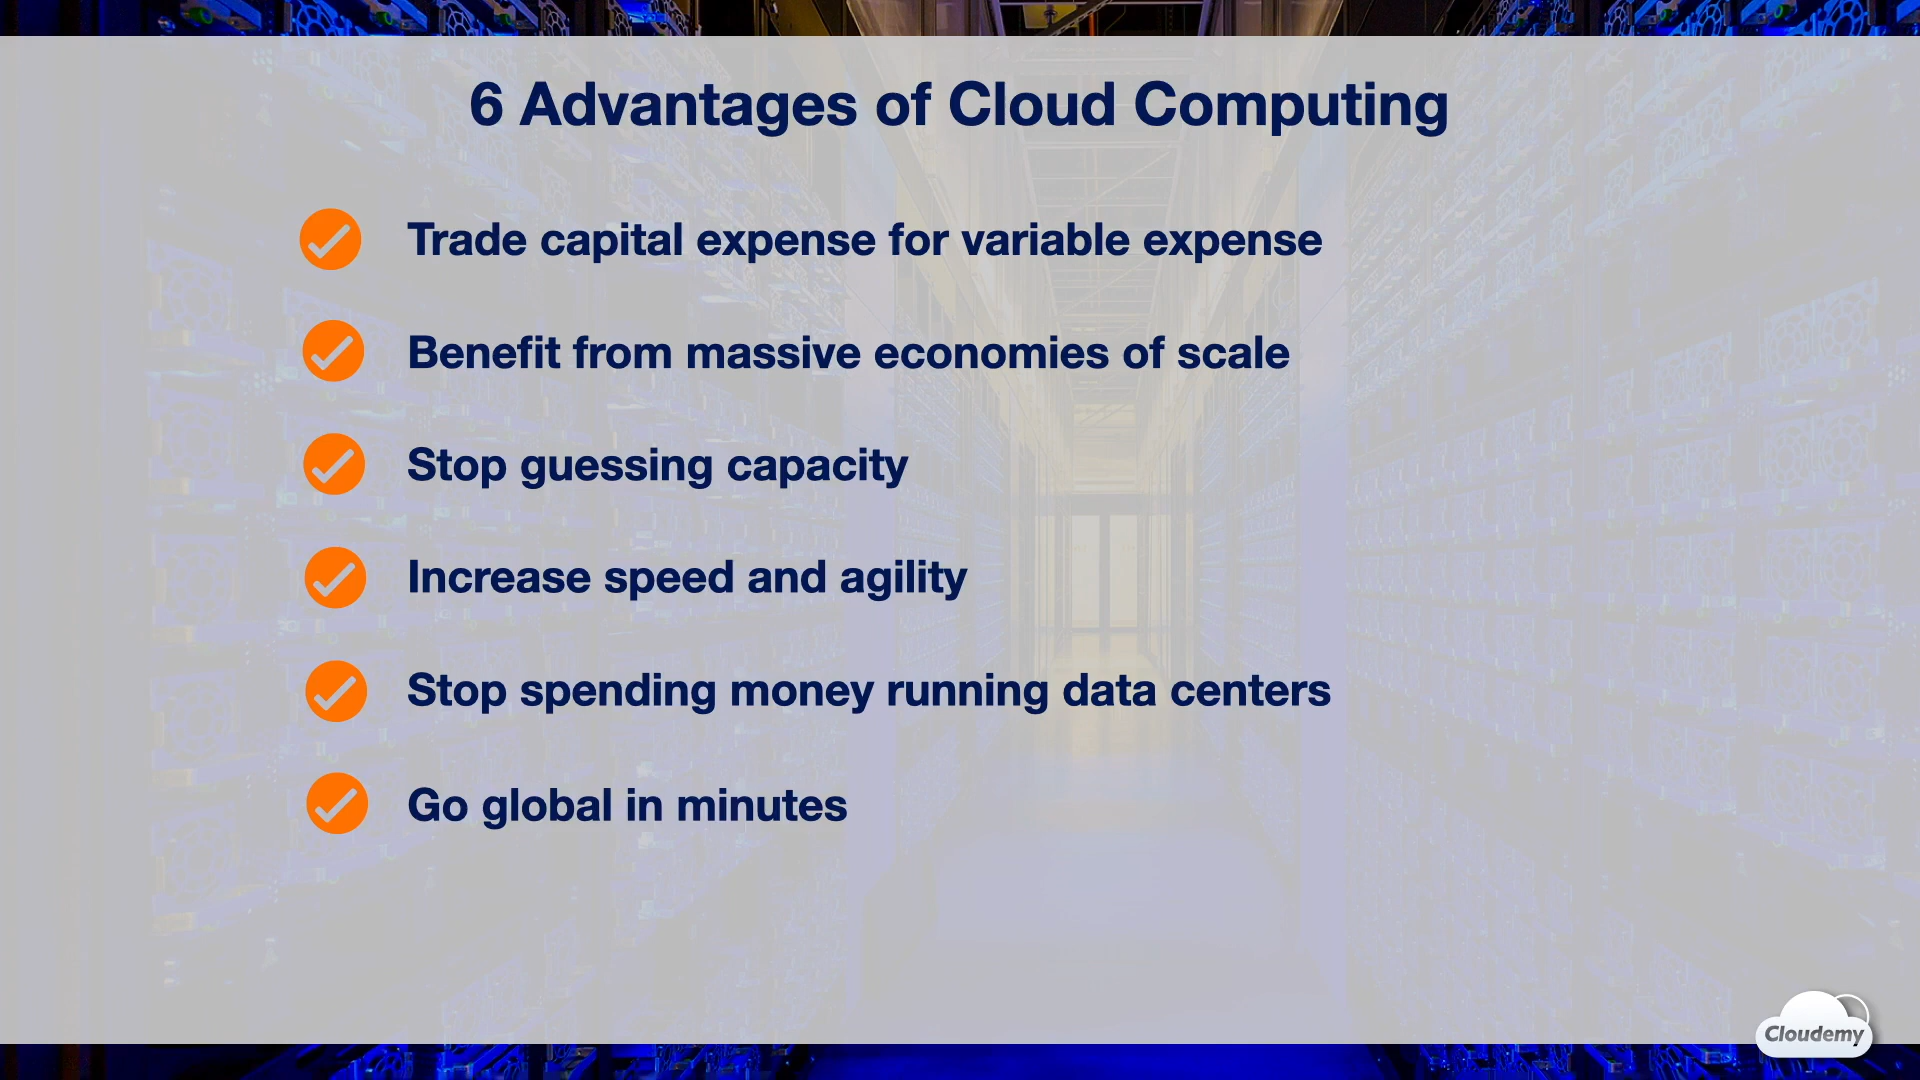 6 Advantages of Cloud Computing
Trade capital expense for variable expense
Benefit from massive economies of scale
Stop guessing capacity
Increase speed and agility
Stop spending money running data centers
Go global in minutes
Cloudemy